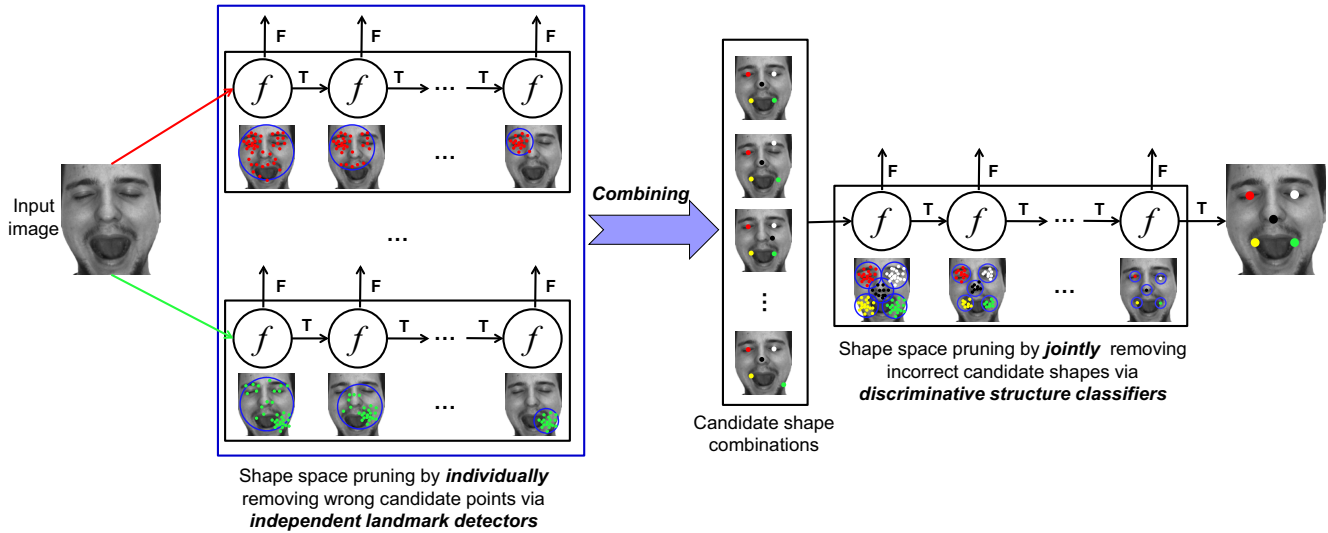 F F F
f T f T ... f
...
Input
image
...
F F F
f T f T ... f
...
Shape space pruning by individually
removing wrong candidate points via
independent landmark detectors
Combining
...
Candidate shape
combinations
F F F
f T f T ... T f T
...
Shape space pruning by jointly removing
incorrect candidate shapes via
discriminative structure classifiers